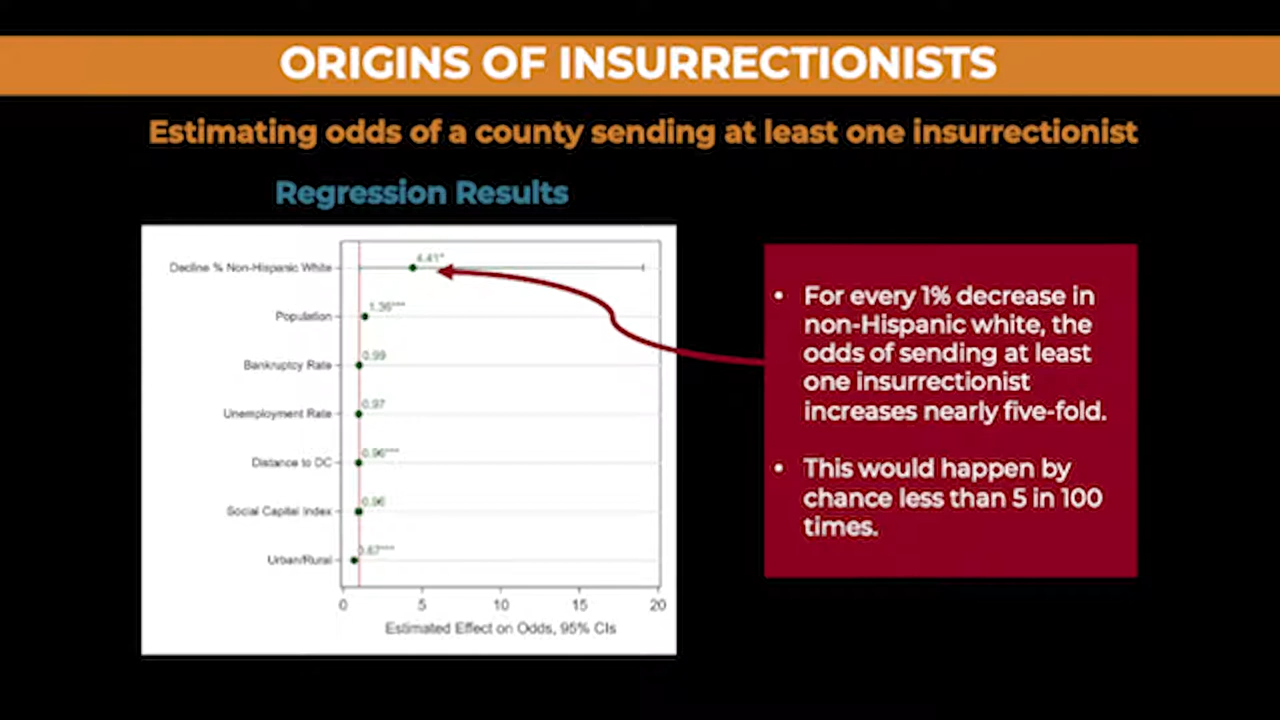 ORIGINS OF INSURRECTIONISTS
Estimating odds of a county sending at least one insurrectionist
Regression Results
Decline % Non-Hispanic White
4.41*
Population
1.36***
Bankruptcy Rate
0.99
Unemployment Rate
0.97
Distance to DC
0.96***
Social Capital Index
0.96
Urban/Rural
0.67***
0 5 10 15 20
Estimated Effect on Odds, 95% CIs
• For every 1% decrease in
non-Hispanic white, the
odds of sending at least
one insurrectionist
increases nearly five-fold.
• This would happen by
chance less than 5 in 100
times.